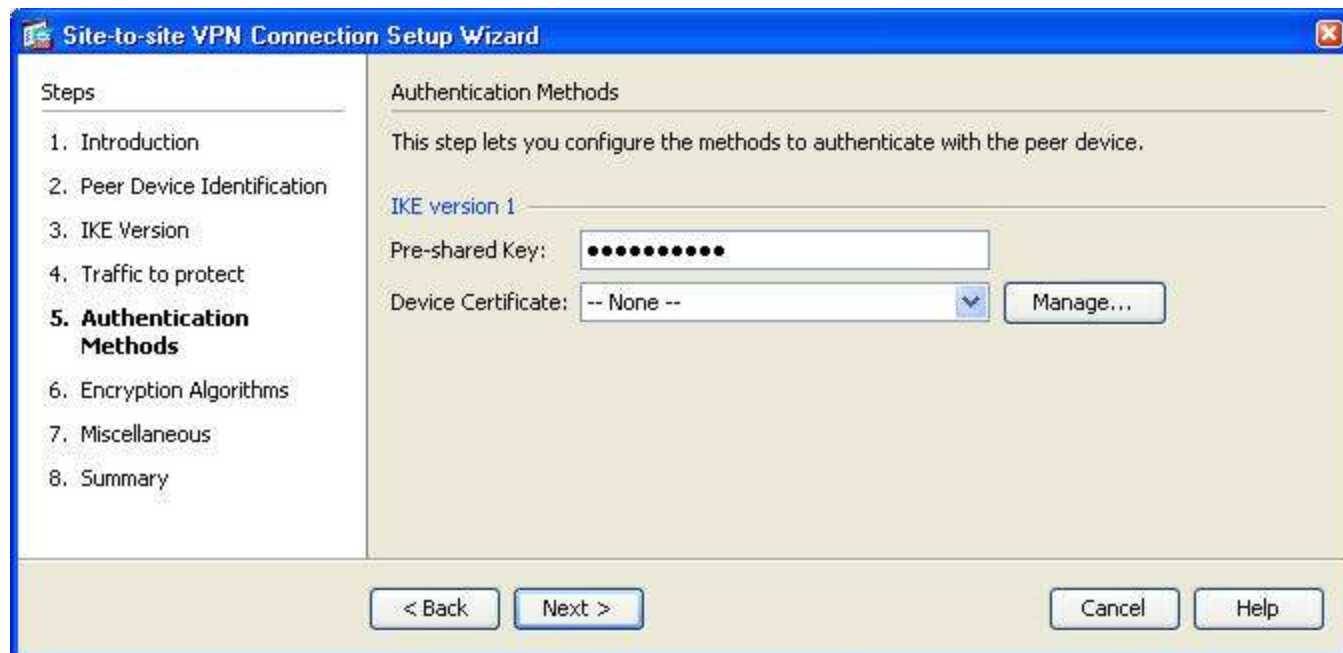 Site-to-site VPN Connection Setup Wizard
Steps
1. Introduction
2. Peer Device Identification
3. IKE Version
4. Traffic to protect
5. Authentication
Methods
6. Encryption Algorithms
7. Miscellaneous
8. Summary
Authentication Methods
This step lets you configure the methods to authenticate with the peer device.
IKE version 1
Pre-shared Key: ••••••••••
Device Certificate: -- None -- Manage...
< Back Next > Cancel Help